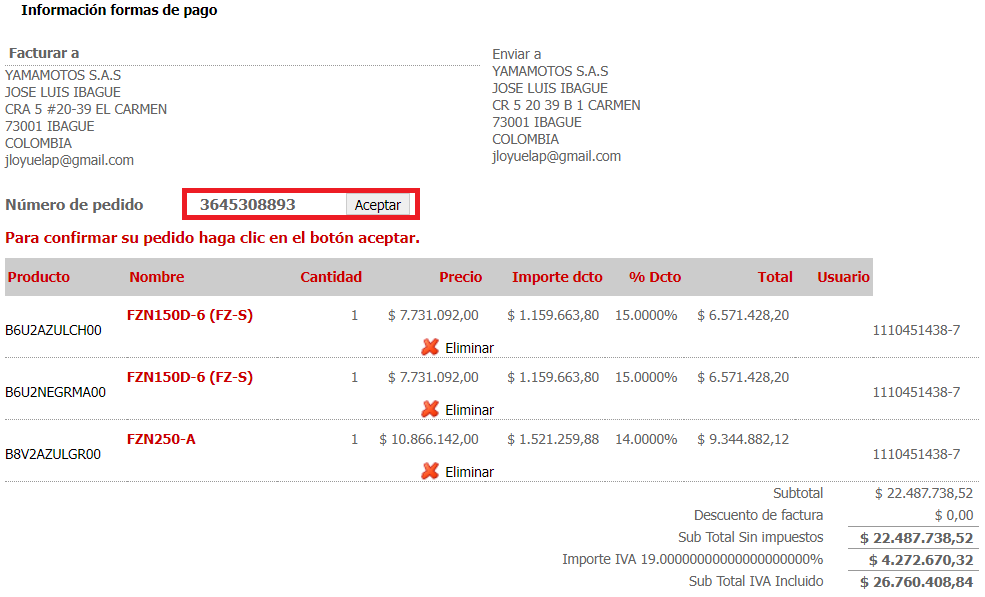 Información formas de pago
Facturar a
YAMAMOTOS S.A.S
JOSE LUIS IBAGUE
CRA 5 #20-39 EL CARMEN
73001 IBAGUE
COLOMBIA
jloyuelap@gmail.com
Enviar a
YAMAMOTOS S.A.S
JOSE LUIS IBAGUE
CR 5 20 39 B 1 CARMEN
73001 IBAGUE
COLOMBIA
jloyuelap@gmail.com
Número de pedido 3645308893 Aceptar
Para confirmar su pedido haga clic en el botón aceptar.
Producto Nombre Cantidad Precio Importe dcto % Dcto Total Usuario
B6U2AZULCH00 FZN150D-6 (FZ-S) 1 $ 7.731.092,00 $ 1.159.663,80 15.0000% $ 6.571.428,20 1110451438-7
Eliminar
B6U2NEGRMA00 FZN150D-6 (FZ-S) 1 $ 7.731.092,00 $ 1.159.663,80 15.0000% $ 6.571.428,20 1110451438-7
Eliminar
B8V2AZULGR00 FZN250-A 1 $ 10.866.142,00 $ 1.521.259,88 14.0000% $ 9.344.882,12 1110451438-7
Eliminar
Subtotal $ 22.487.738,52
Descuento de factura $ 0,00
Sub Total Sin impuestos $ 22.487.738,52
Importe IVA 19.00000000000000000000% $ 4.272.670,32
Sub Total IVA Incluido $ 26.760.408,84